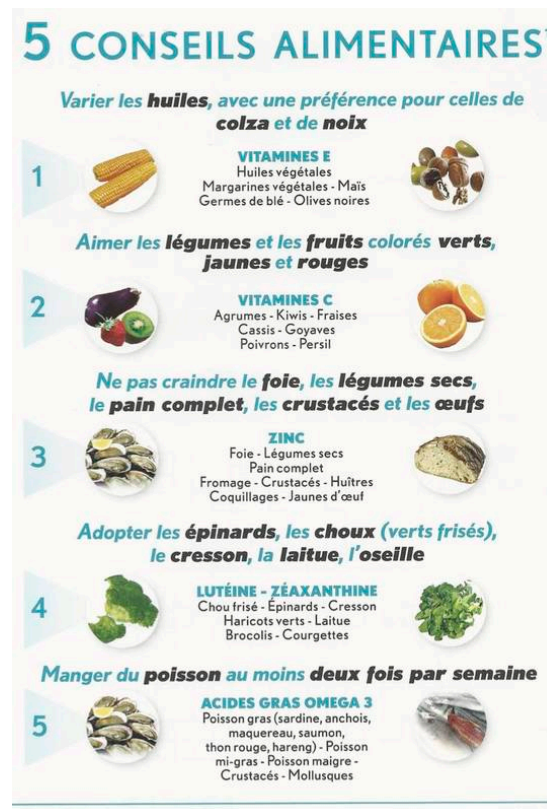 5 CONSEILS ALIMENTAIRES
Varier les huiles, avec une préférence pour celles de
colza et de noix
1
VITAMINES E
Huiles végétales
Margarines végétales - Maïs
Germes de blé - Olives noires
Aimer les légumes et les fruits colorés verts,
jaunes et rouges
2
VITAMINES C
Agrumes - Kiwis - Fraises
Cassis - Goyaves
Poivrons - Persil
Ne pas craindre le foie, les légumes secs,
le pain complet, les crustacés et les œufs
3
ZINC
Foie - Légumes secs
Pain complet
Fromage - Crustacés - Huîtres
Coquillages - Jaunes d'œuf
Adopter les épinards, les choux (verts frisés),
le cresson, la laitue, l'oseille
4
LUTÉINE - ZÉAXANTHINE
Chou frisé - Épinards - Cresson
Haricots verts - Laitue
Brocolis - Courgettes
Manger du poisson au moins deux fois par semaine
5
ACIDES GRAS OMEGA 3
Poisson gras (sardine, anchois,
maquereau, saumon,
thon rouge, hareng) - Poisson
mi-gras - Poisson maigre -
Crustacés - Mollusques